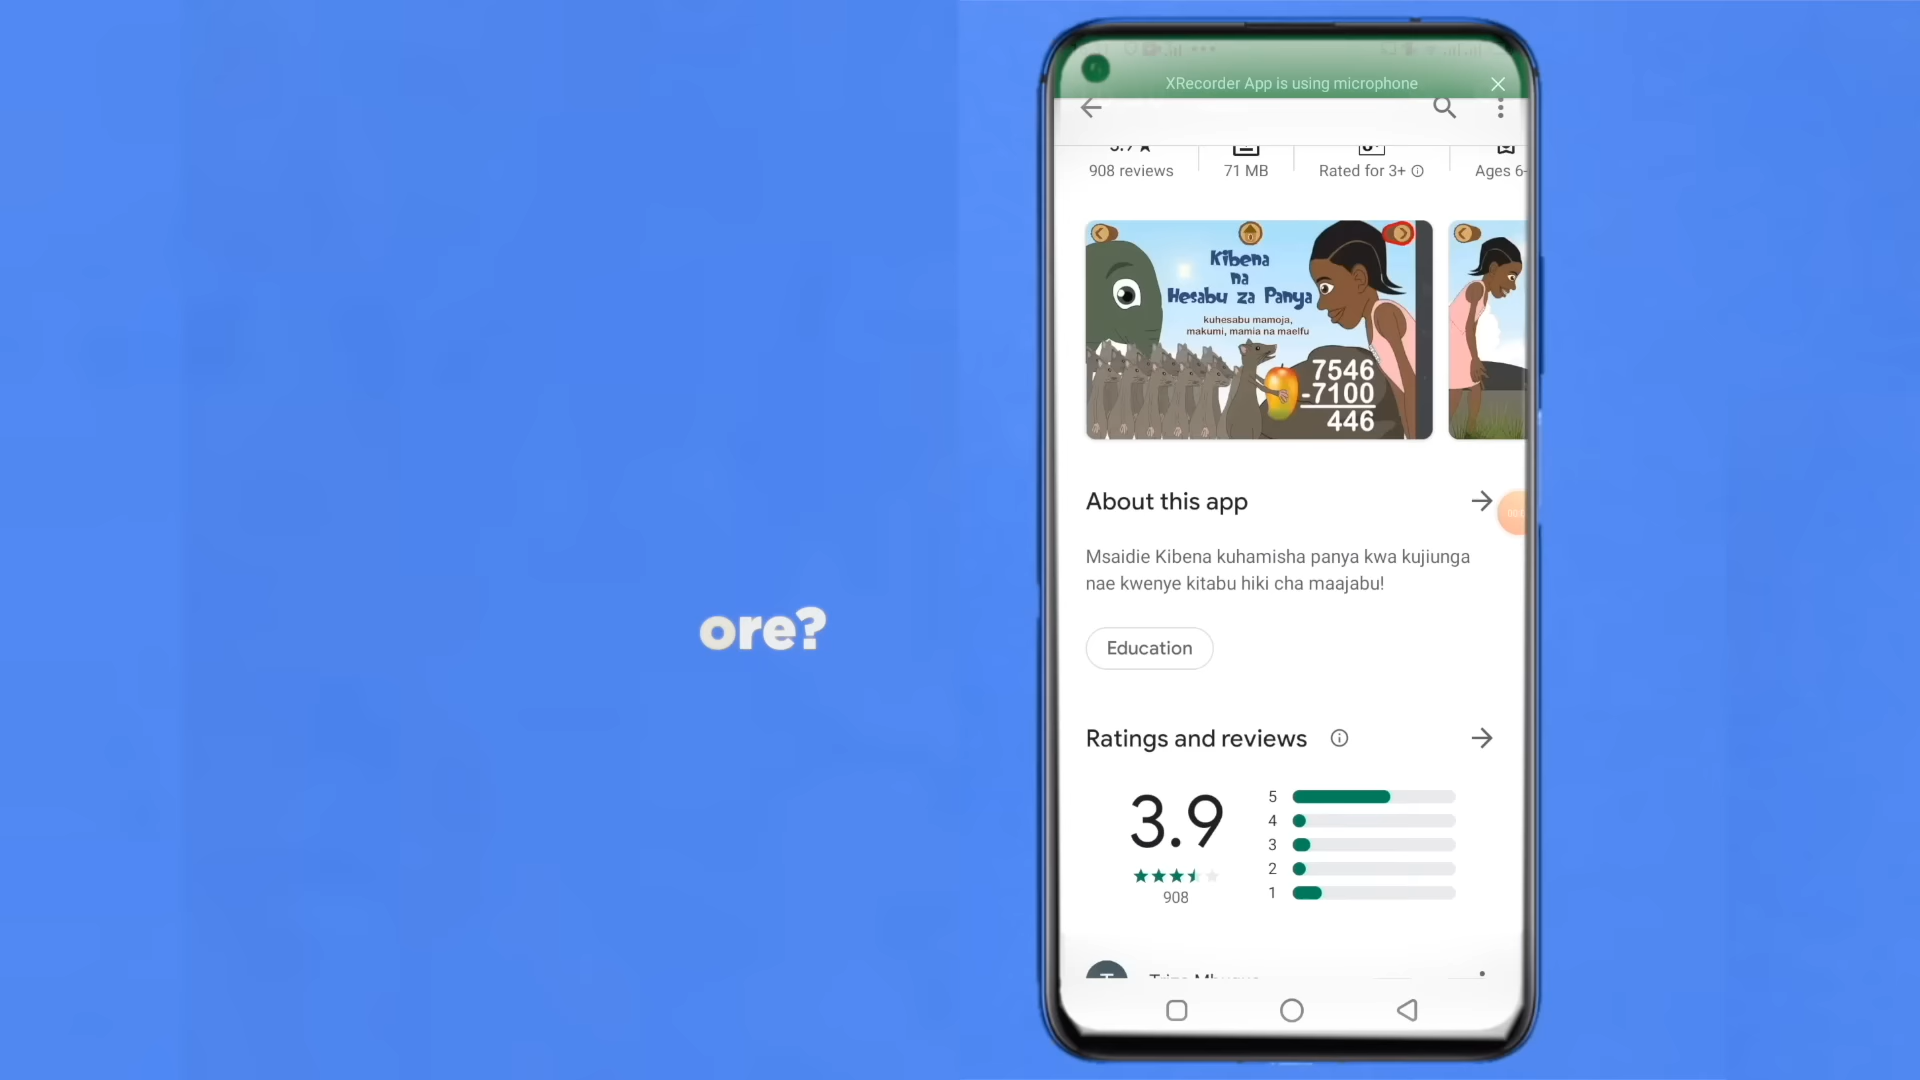 ore?
XRecorder App is using microphone
908 reviews
71 MB
Rated for 3+
Ages 6-
Kibena
na
Hesabu za Panya
kuhesabu mamoja,
makumi, mamia na maelfu
7546
-7100
446
About this app
Msaidie Kibena kuhamisha panya kwa kujiunga
nae kwenye kitabu hiki cha maajabu!
Education
Ratings and reviews
3.9
908
5
4
3
2
1